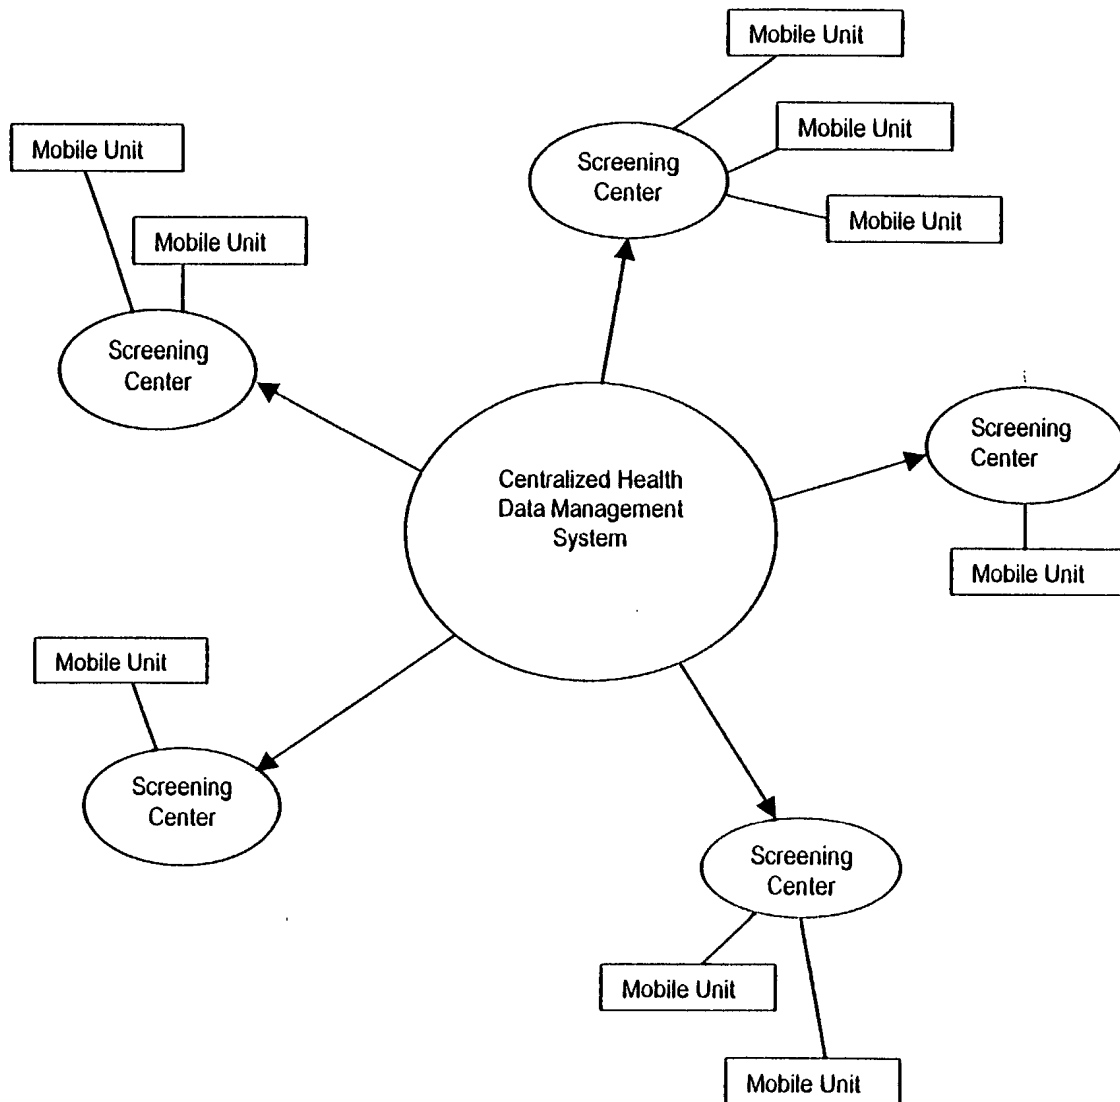 Mobile Unit
Mobile Unit
Mobile Unit
Mobile Unit
Mobile Unit
Screening
Center
Screening
Center
Screening
Center
Mobile Unit
Centralized Health
Data Management
System
Mobile Unit
Screening
Center
Screening
Center
Mobile Unit
Mobile Unit